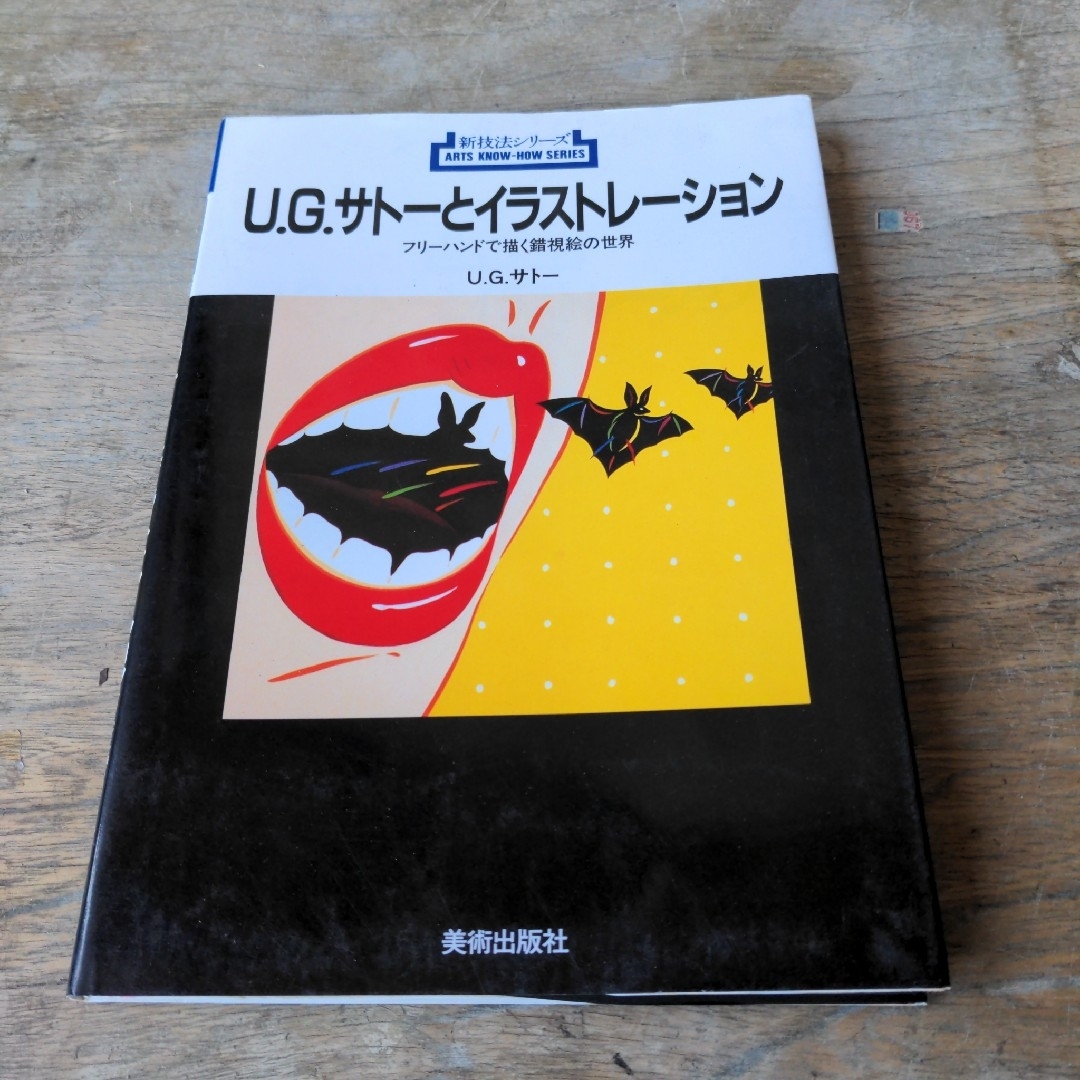 新技法シリーズ
ARTS KNOW-HOW SERIES
U.G.サトーとイラストレーション
フリーハンドで描く錯視絵の世界
U.G.サトー
美術出版社